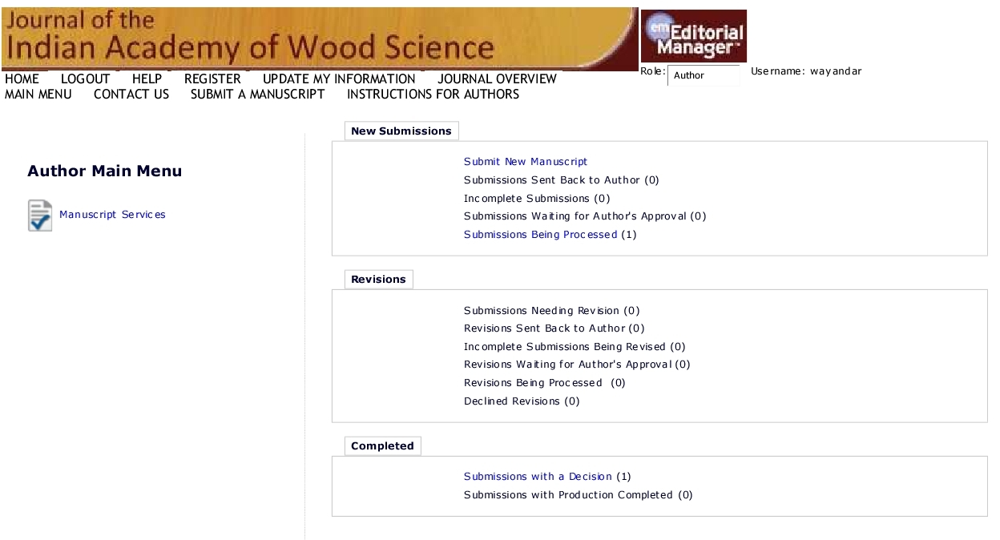 Journal of the
Indian Academy of Wood Science
em Editorial
Manager™
Role: Author Username: wayandar
HOME LOGOUT HELP REGISTER UPDATE MY INFORMATION JOURNAL OVERVIEW
MAIN MENU CONTACT US SUBMIT A MANUSCRIPT INSTRUCTIONS FOR AUTHORS
Author Main Menu
Manuscript Services
New Submissions
Submit New Manuscript
Submissions Sent Back to Author (0)
Incomplete Submissions (0)
Submissions Waiting for Author's Approval (0)
Submissions Being Processed (1)
Revisions
Submissions Needing Revision (0)
Revisions Sent Back to Author (0)
Incomplete Submissions Being Revised (0)
Revisions Waiting for Author's Approval (0)
Revisions Being Processed (0)
Declined Revisions (0)
Completed
Submissions with a Decision (1)
Submissions with Production Completed (0)